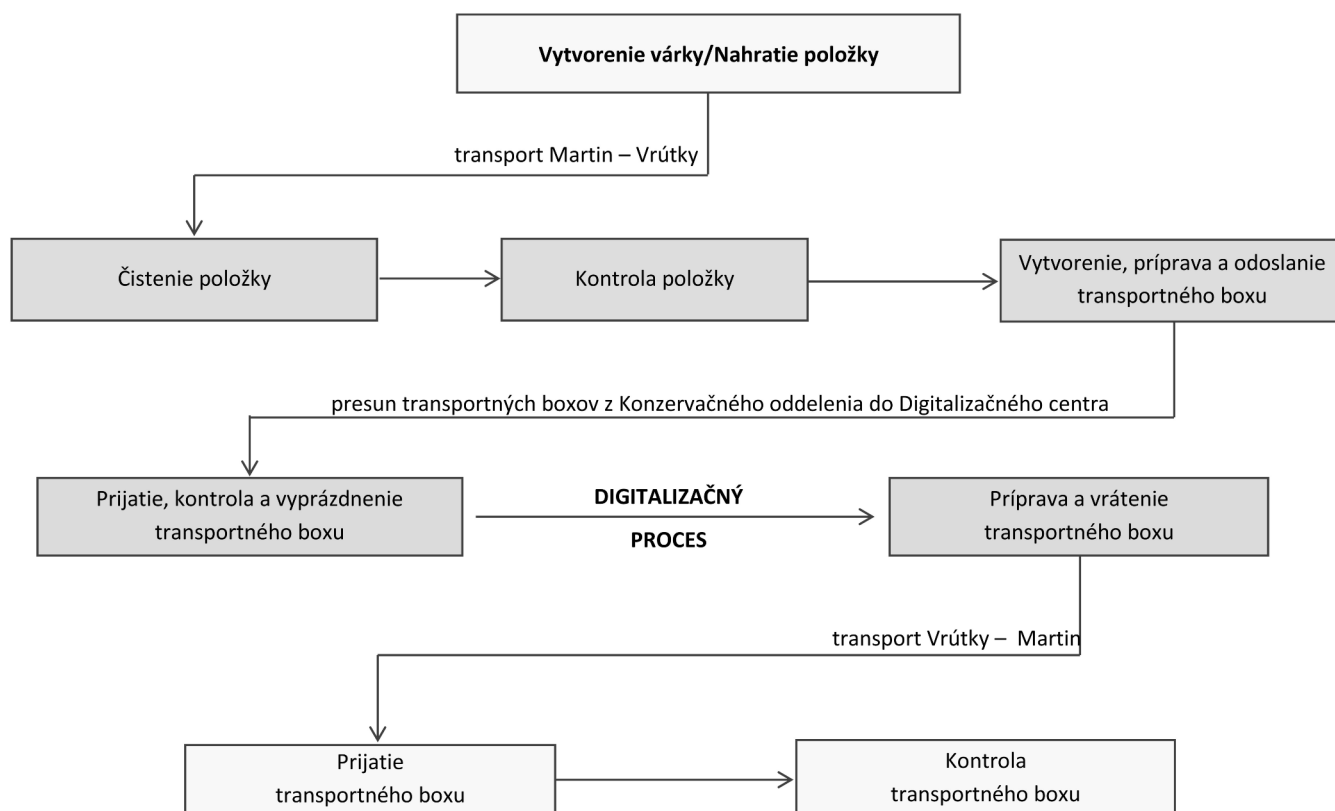 Vytvorenie várky/Nahratie položky
transport Martin – Vrútky
Čistenie položky
Kontrola položky
Vytvorenie, príprava a odoslanie
transportného boxu
presun transportných boxov z Konzervačného oddelenia do Digitalizačného centra
Prijatie, kontrola a vyprázdnenie
transportného boxu
DIGITALIZAČNÝ
PROCES
Príprava a vrátenie
transportného boxu
transport Vrútky – Martin
Prijatie
transportného boxu
Kontrola
transportného boxu